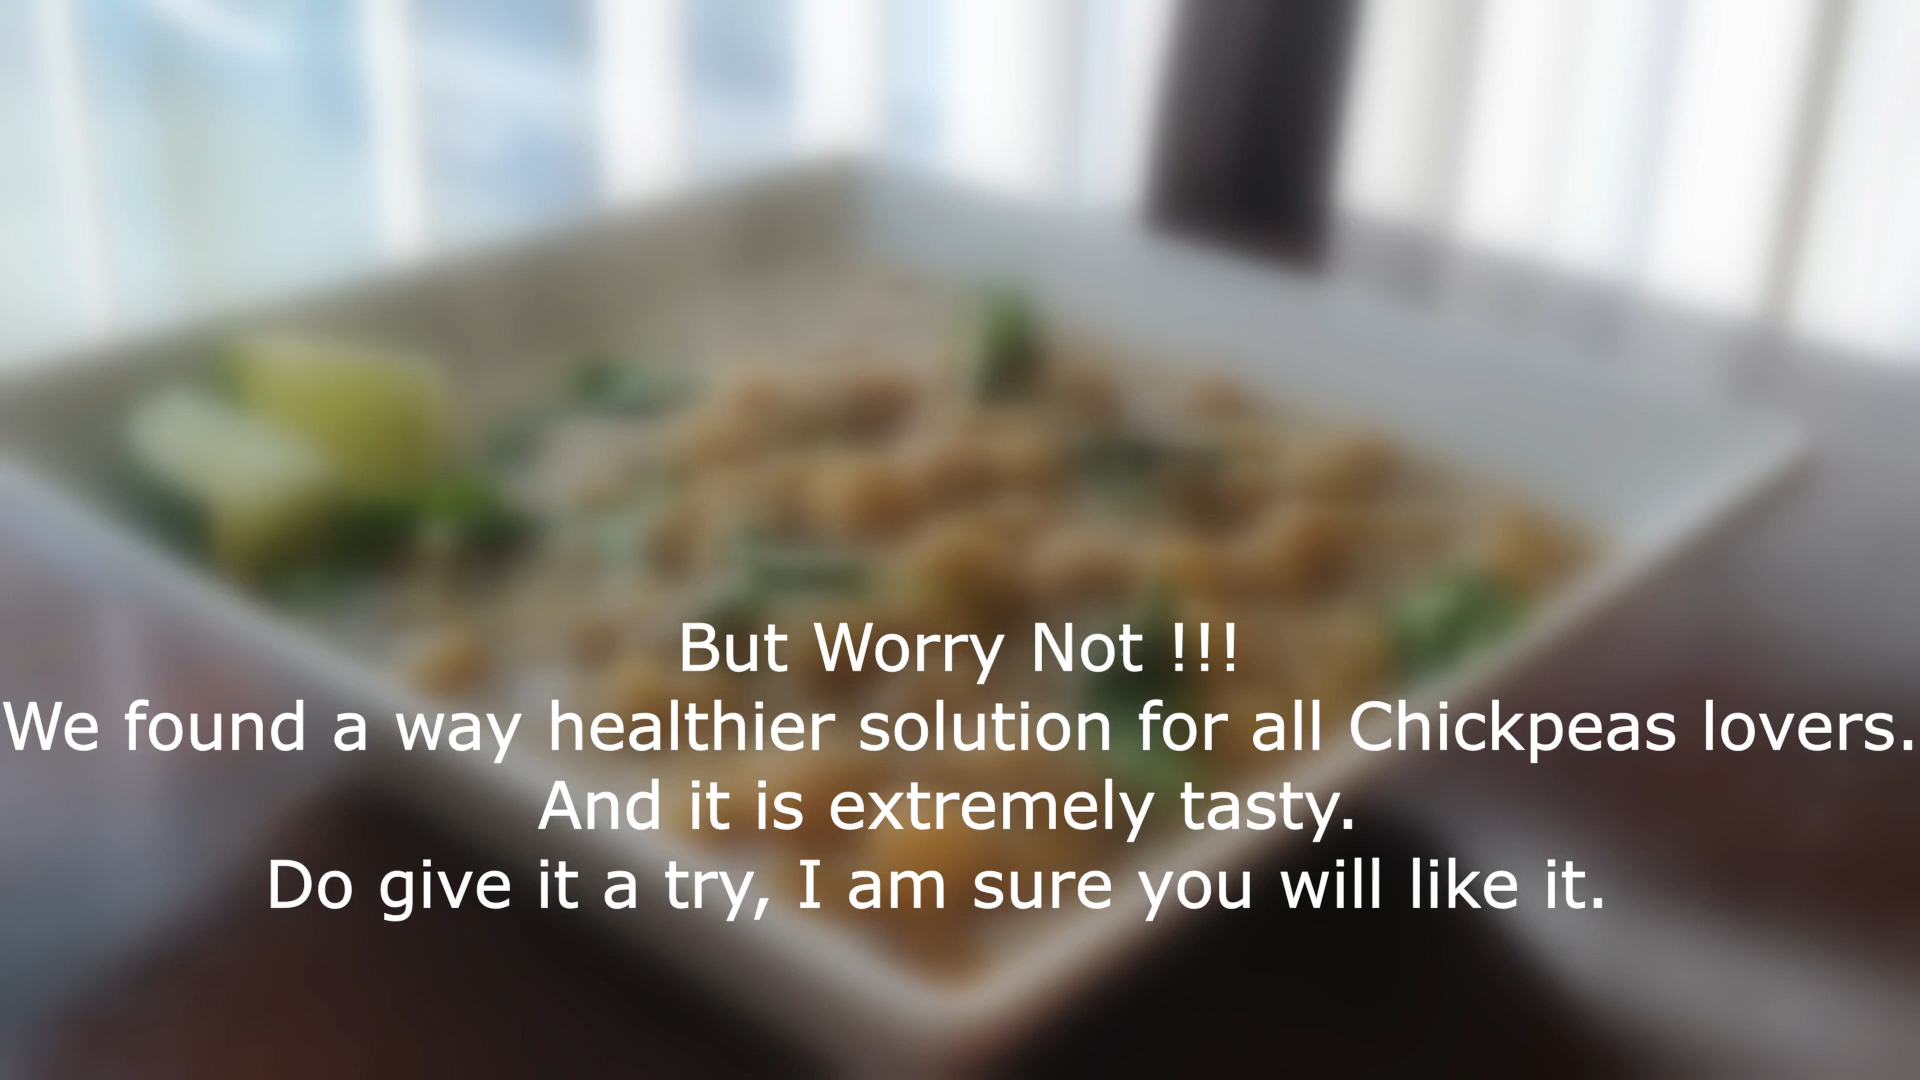 But Worry Not !!!
We found a way healthier solution for all Chickpeas lovers.
And it is extremely tasty.
Do give it a try, I am sure you will like it.